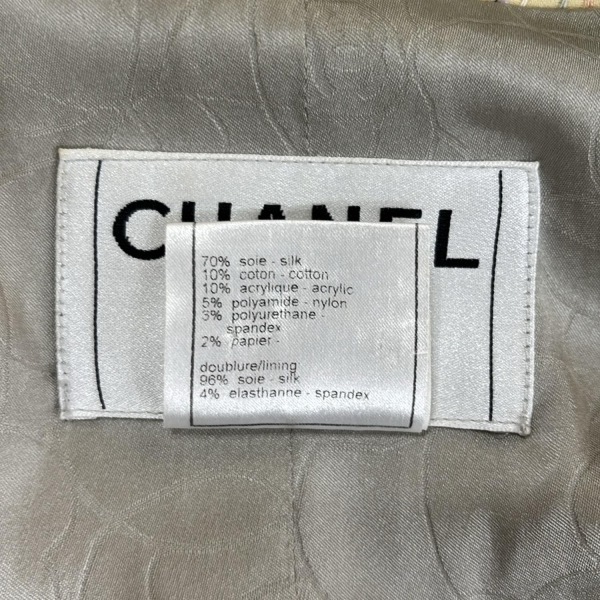 CHANEL
70% soie - silk
10% coton - cotton
10% acrylique - acrylic
5% polyamide - nylon
3% polyurethane -
spandex
2% papier -
doublure/lining
96% soie - silk
4% elasthanne - spandex